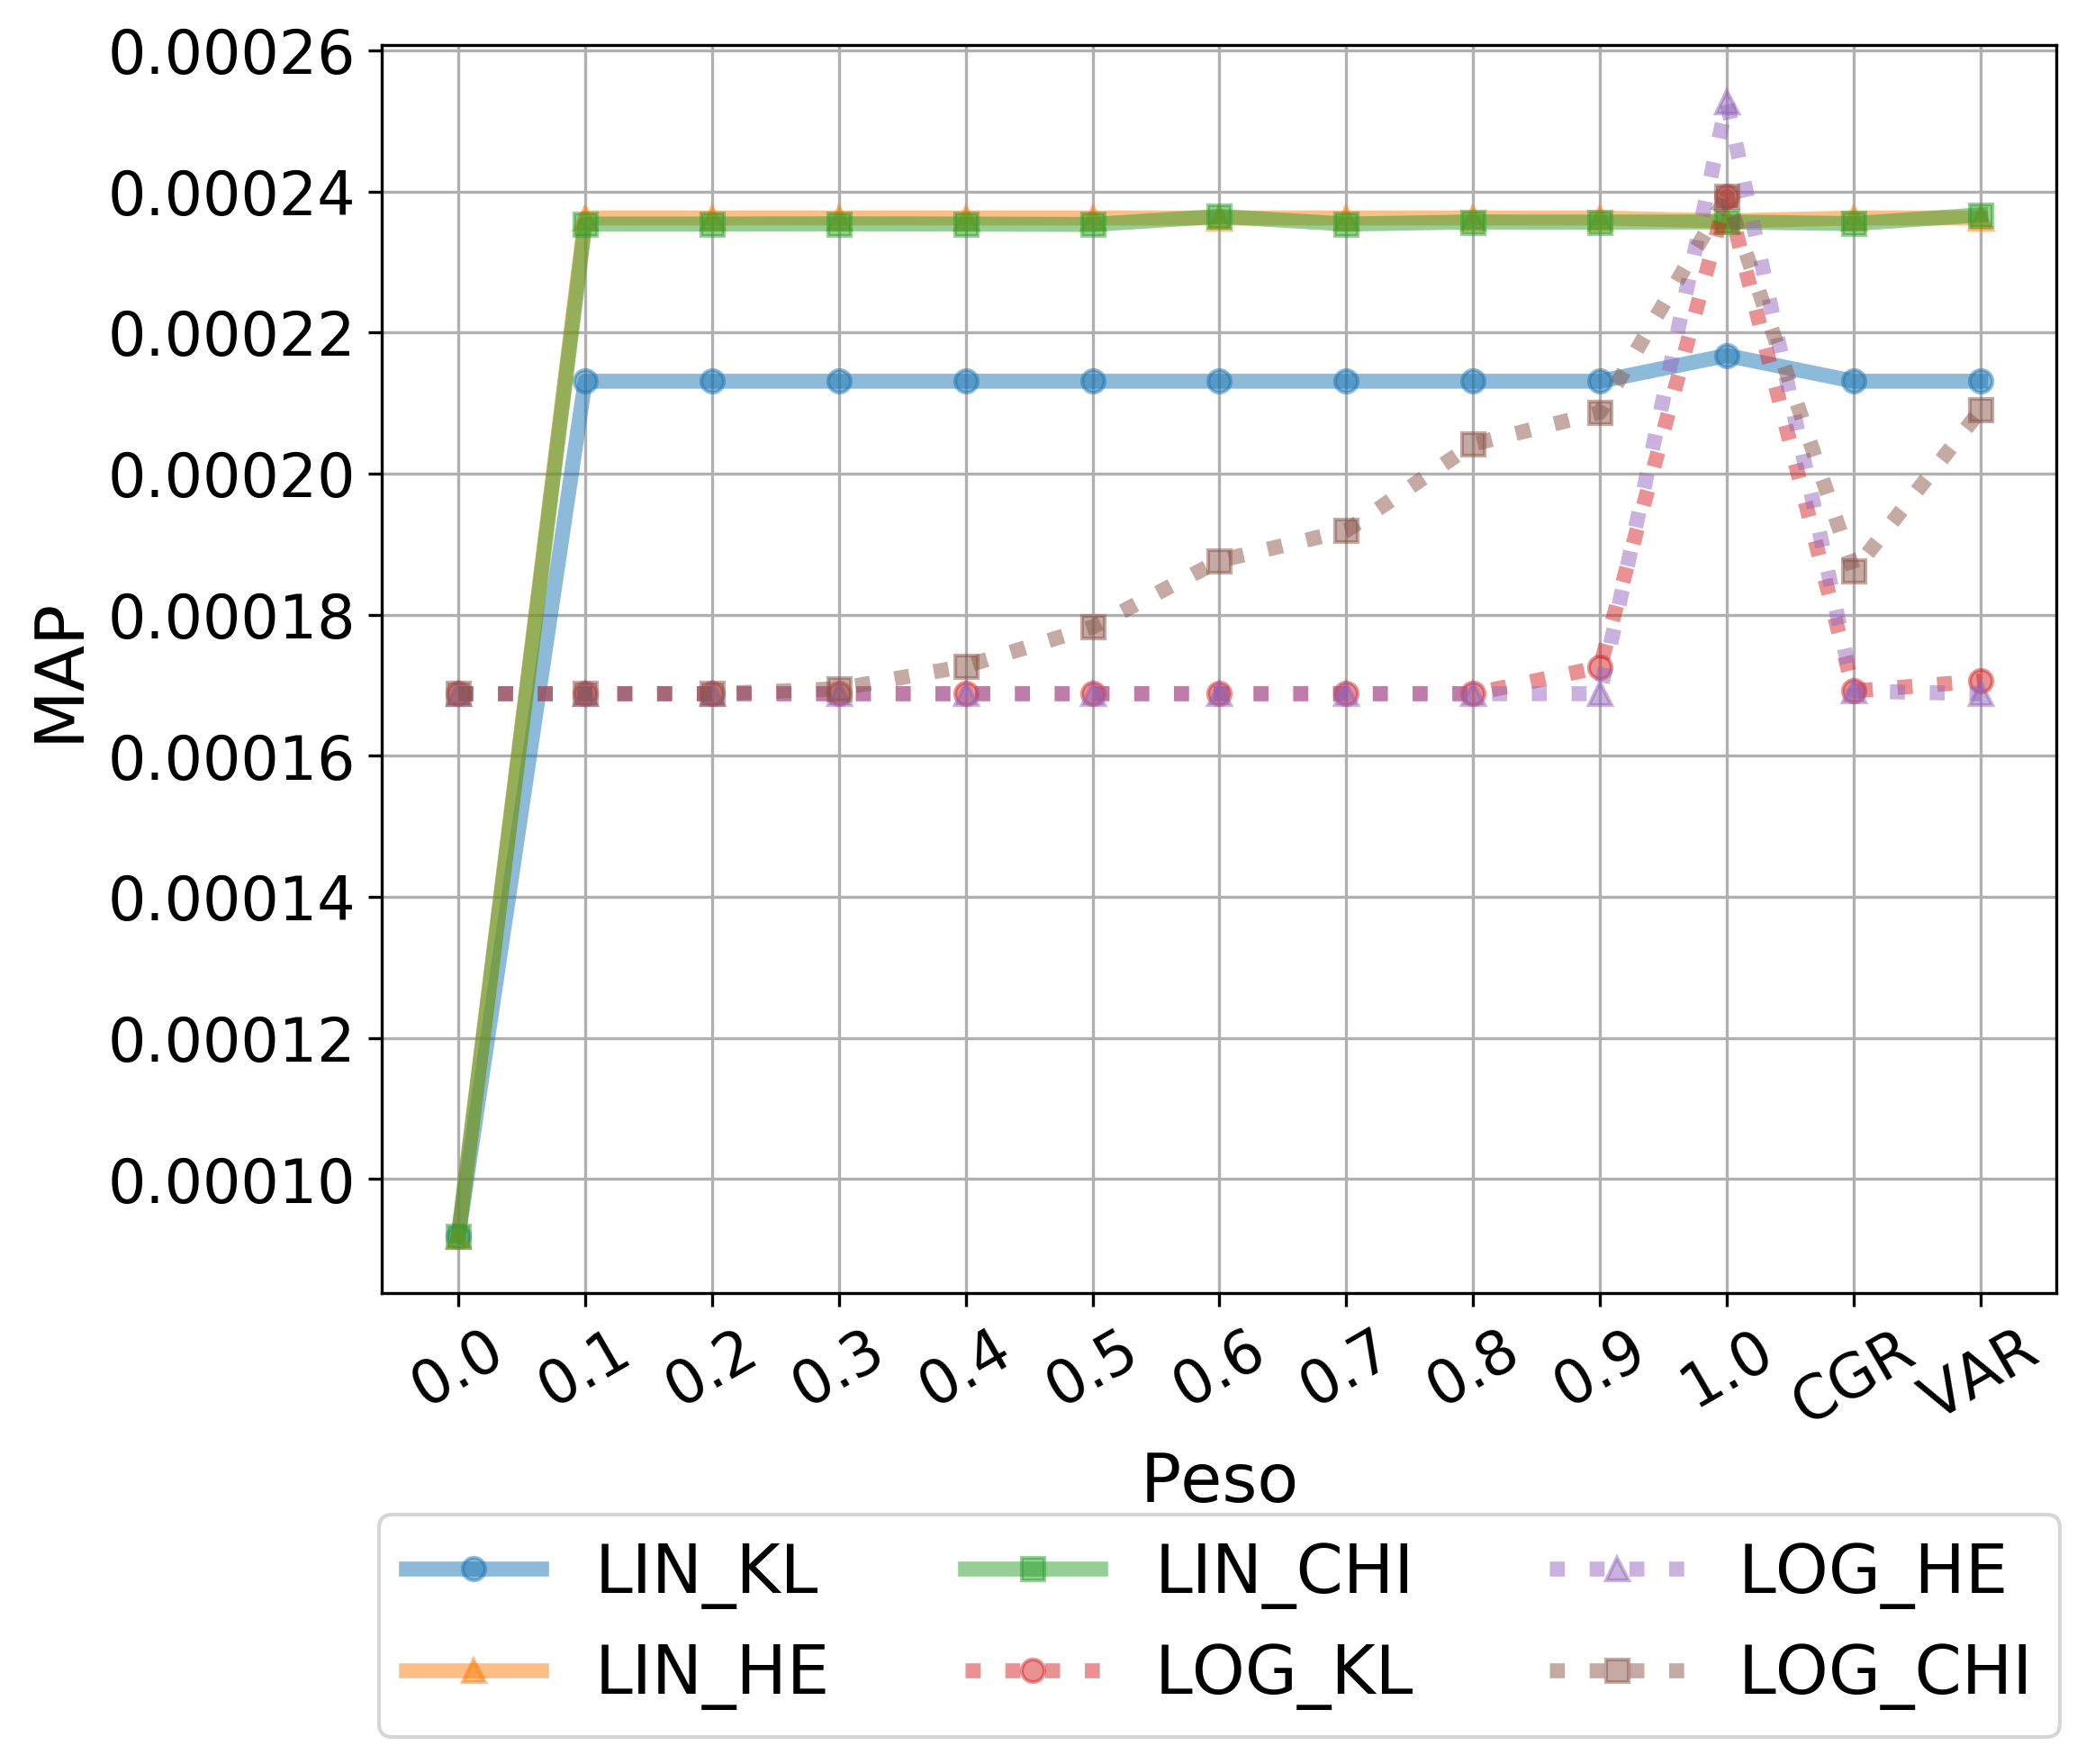 0.00026
0.00024
0.00022
0.00020
0.00018
0.00016
0.00014
0.00012
0.00010
MAP
0.0 0.1 0.2 0.3 0.4 0.5 0.6 0.7 0.8 0.9 1.0 CGR VAR
Peso
LIN_KL LIN_CHI LOG_HE
LIN_HE LOG_KL LOG_CHI